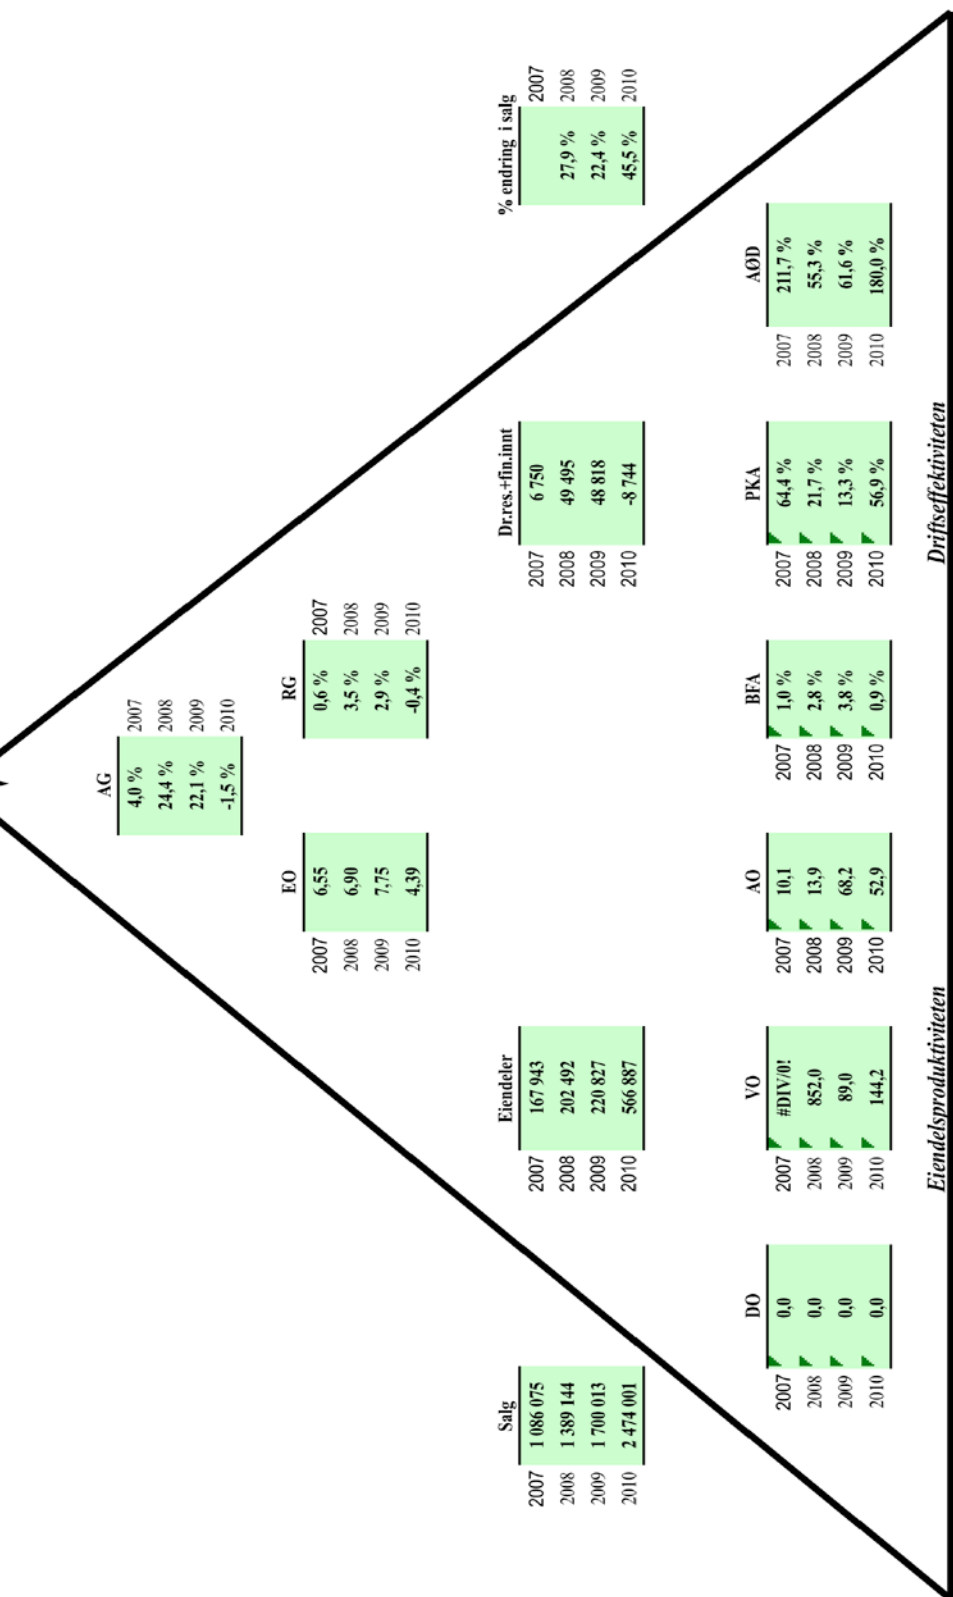 AG
4,0 % 2007
24,4 % 2008
22,1 % 2009
-1,5 % 2010
EO
2007 6,55
2008 6,90
2009 7,75
2010 4,39
RG
0,6 % 2007
3,5 % 2008
2,9 % 2009
-0,4 % 2010
Salg
2007 1 086 075
2008 1 389 144
2009 1 700 013
2010 2 474 001
Eiendeler
2007 167 943
2008 202 492
2009 220 827
2010 566 887
Dr.res.+fin.innt
2007 6 750
2008 49 495
2009 48 818
2010 -8 744
% endring i salg
2007
27,9 % 2008
22,4 % 2009
45,5 % 2010
DO
2007 0,0
2008 0,0
2009 0,0
2010 0,0
VO
2007 #DIV/0!
2008 852,0
2009 89,0
2010 144,2
AO
2007 10,1
2008 13,9
2009 68,2
2010 52,9
BFA
2007 1,0 %
2008 2,8 %
2009 3,8 %
2010 0,9 %
PKA
2007 64,4 %
2008 21,7 %
2009 13,3 %
2010 56,9 %
AØD
2007 211,7 %
2008 55,3 %
2009 61,6 %
2010 180,0 %
Eiendelsproduktiviteten
Driftseffektiviteten